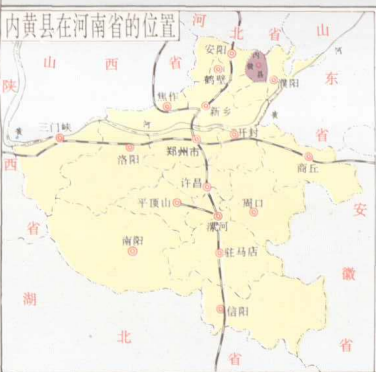 内黄县在河南省的位置
河北省
山西省
山东省
陕西省
安徽省
湖北省
安阳
鹤壁
濮阳
焦作
新乡
黄河
三门峡
洛阳
郑州市
开封
商丘
许昌
平顶山
周口
漯河
南阳
驻马店
信阳